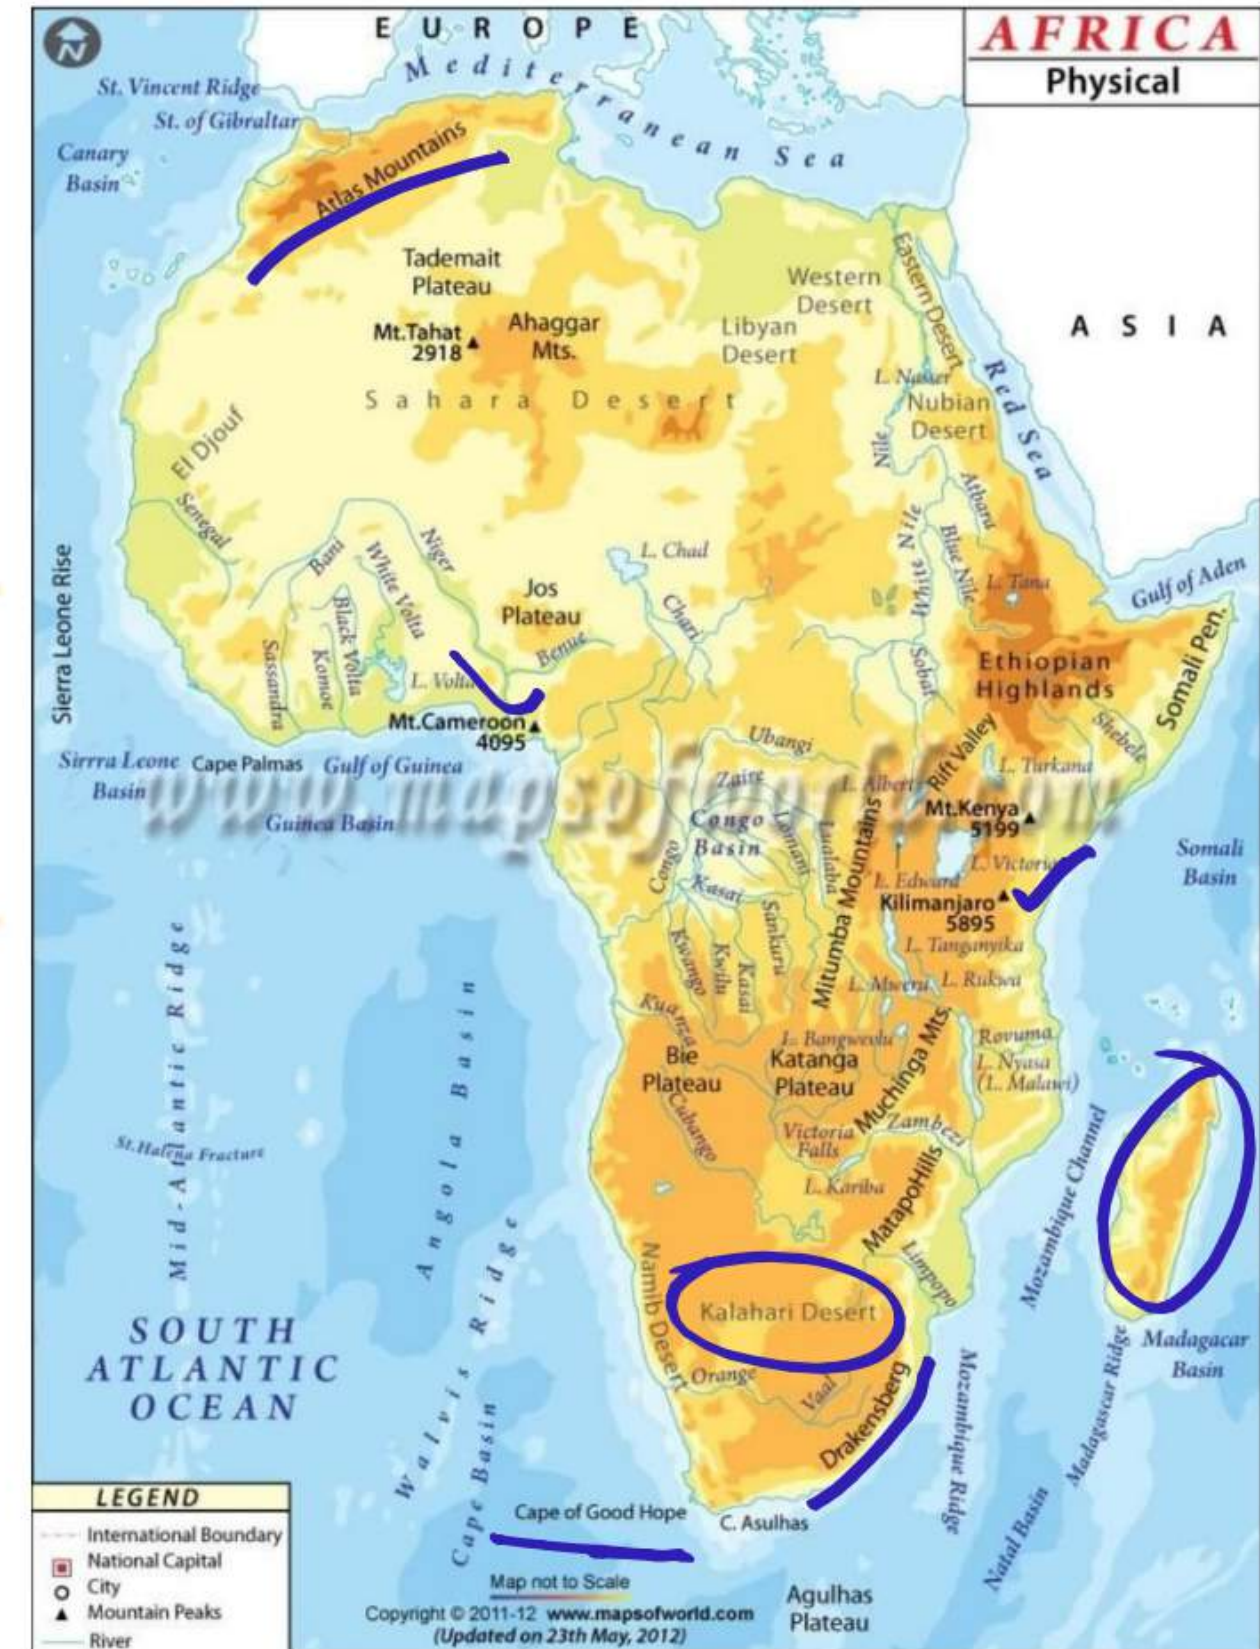 EUROPE
AFRICA
Physical
N
Mediterranean Sea
St. Vincent Ridge
St. of Gibraltar
Canary
Basin
Atlas Mountains
Tademait
Plateau
Western
Desert
Eastern Desert
ASIA
Mt.Tahat
2918
Ahaggar
Mts.
Libyan
Desert
L. Nasser
Red Sea
Sahara Desert
Nubian
Desert
El Djouf
Nile
Senegal
Atbara
Bani
White Volta
Niger
L. Chad
White Nile
Blue Nile
L. Tana
Gulf of Aden
Sierra Leone Rise
Jos
Plateau
Chari
Black Volta
Komoe
Sassandra
Benue
Sobat
Ethiopian
Highlands
Somali Pen.
L. Volta
Mt.Cameroon
4095
Shebele
Ubangi
Rift Valley
Sirrra Leone
Basin
Cape Palmas
Gulf of Guinea
Zaire
L. Albert
L. Turkana
www.mapsofworld.com
Guinea Basin
Congo
Basin
Lomani
Lualaba
Mt.Kenya
5199
Congo
L. Victoria
Somali
Basin
Kasai
L. Edward
Kilimanjaro
5895
Mitumba Mountains
Sankuru
Kwango
Kwilu
Kasai
L. Tanganyika
L. Mweru
L. Rukwa
Mid-Atlantic Ridge
Angola Basin
Kuanza
L. Bangweulu
Rovuma
Bie
Plateau
Katanga
Plateau
Muchinga Mts.
L. Nyasa
(L. Malawi)
Cubango
Victoria
Falls
Zambezi
St.Halena Fracture
Mozambique Channel
L. Kariba
MatapoHills
Walvis Ridge
Namib Desert
Limpopo
Kalahari Desert
SOUTH
ATLANTIC
OCEAN
Madagacar
Basin
Orange
Vaal
Drakensberg
Mozambique Ridge
Madagascar Ridge
Cape Basin
Natal Basin
Cape of Good Hope
C. Asulhas
LEGEND
International Boundary
National Capital
City
Mountain Peaks
River
Map not to Scale
Copyright © 2011-12 www.mapsofworld.com
(Updated on 23th May, 2012)
Agulhas
Plateau